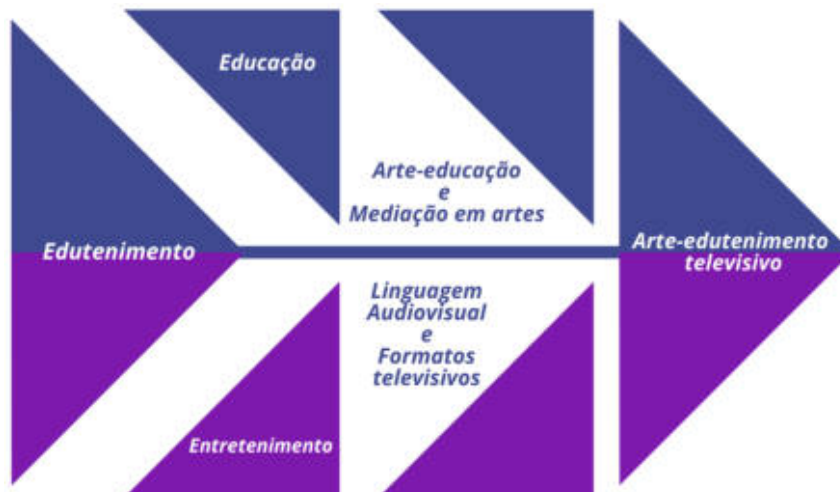 Educação
Arte-educação
e
Mediação em artes
Edutenimento
Arte-edutenimento
televisivo
Linguagem
Audiovisual
e
Formatos
televisivos
Entretenimento